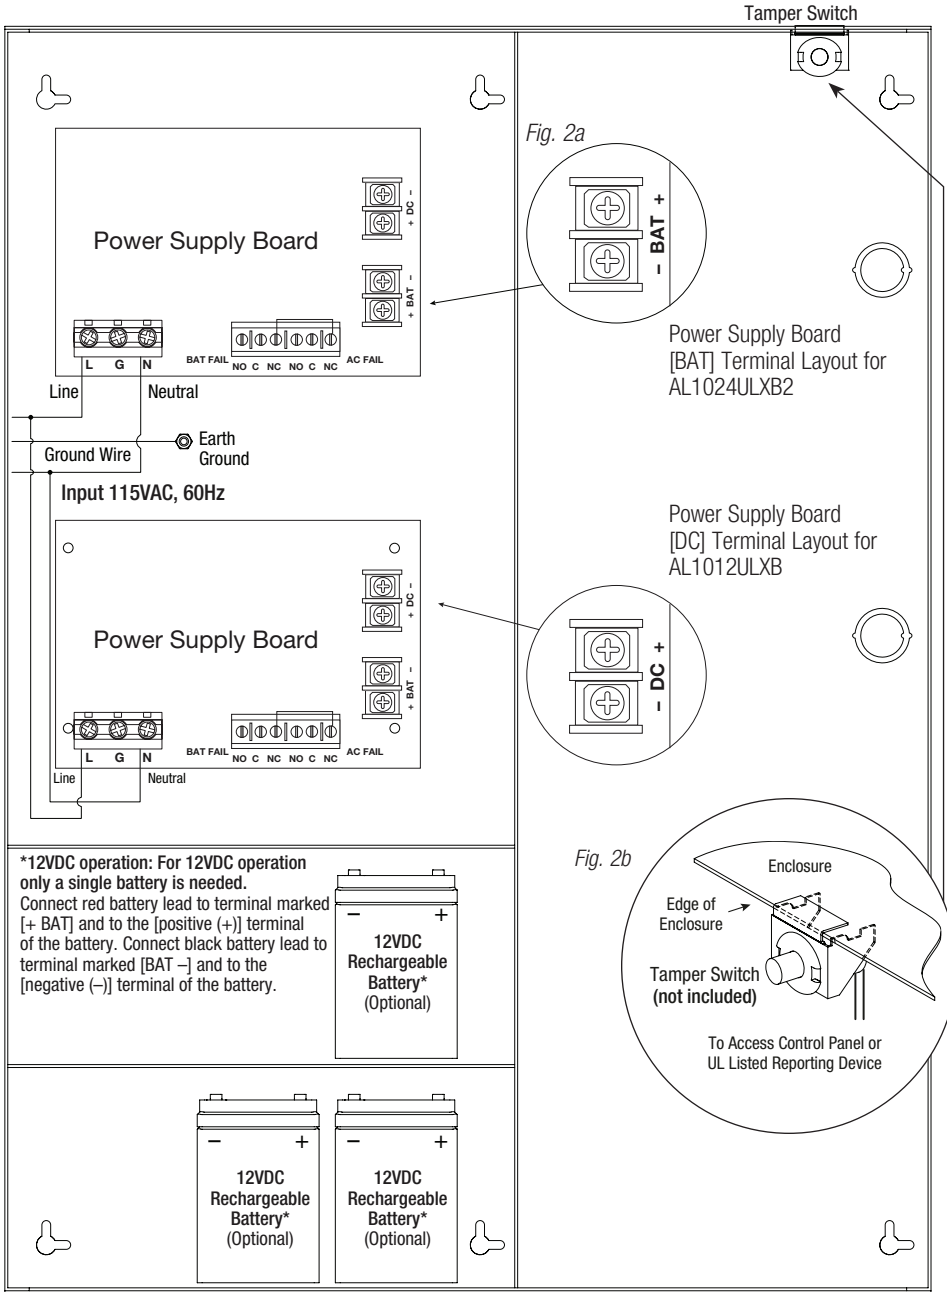 Tamper Switch
Fig. 2a
– BAT +
Power Supply Board
[BAT] Terminal Layout for
AL1024ULXB2
Power Supply Board
+ DC –
+ BAT –
L G N
BAT FAIL
NO C NC NO C NC
AC FAIL
Line
Neutral
Earth
Ground
Ground Wire
Input 115VAC, 60Hz
Power Supply Board
[DC] Terminal Layout for
AL1012ULXB
– DC +
Power Supply Board
+ DC –
+ BAT –
L G N
BAT FAIL
NO C NC NO C NC
AC FAIL
Line
Neutral
*12VDC operation: For 12VDC operation
only a single battery is needed.
Connect red battery lead to terminal marked
[+ BAT] and to the [positive (+)] terminal
of the battery. Connect black battery lead to
terminal marked [BAT –] and to the
[negative (–)] terminal of the battery.
– +
12VDC
Rechargeable
Battery*
(Optional)
Fig. 2b
Enclosure
Edge of
Enclosure
Tamper Switch
(not included)
To Access Control Panel or
UL Listed Reporting Device
– +
12VDC
Rechargeable
Battery*
(Optional)
– +
12VDC
Rechargeable
Battery*
(Optional)